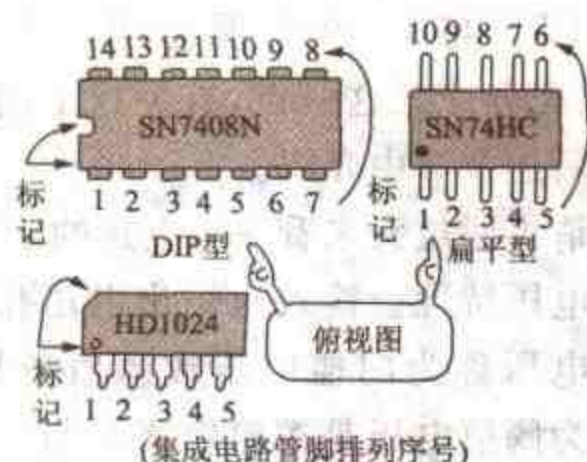 14 13 12 11 10 9 8
SN7408N
标记
1 2 3 4 5 6 7
DIP型
10 9 8 7 6
SN74HC
标记
1 2 3 4 5
扁平型
HD1024
标记
1 2 3 4 5
俯视图
(集成电路管脚排列序号)